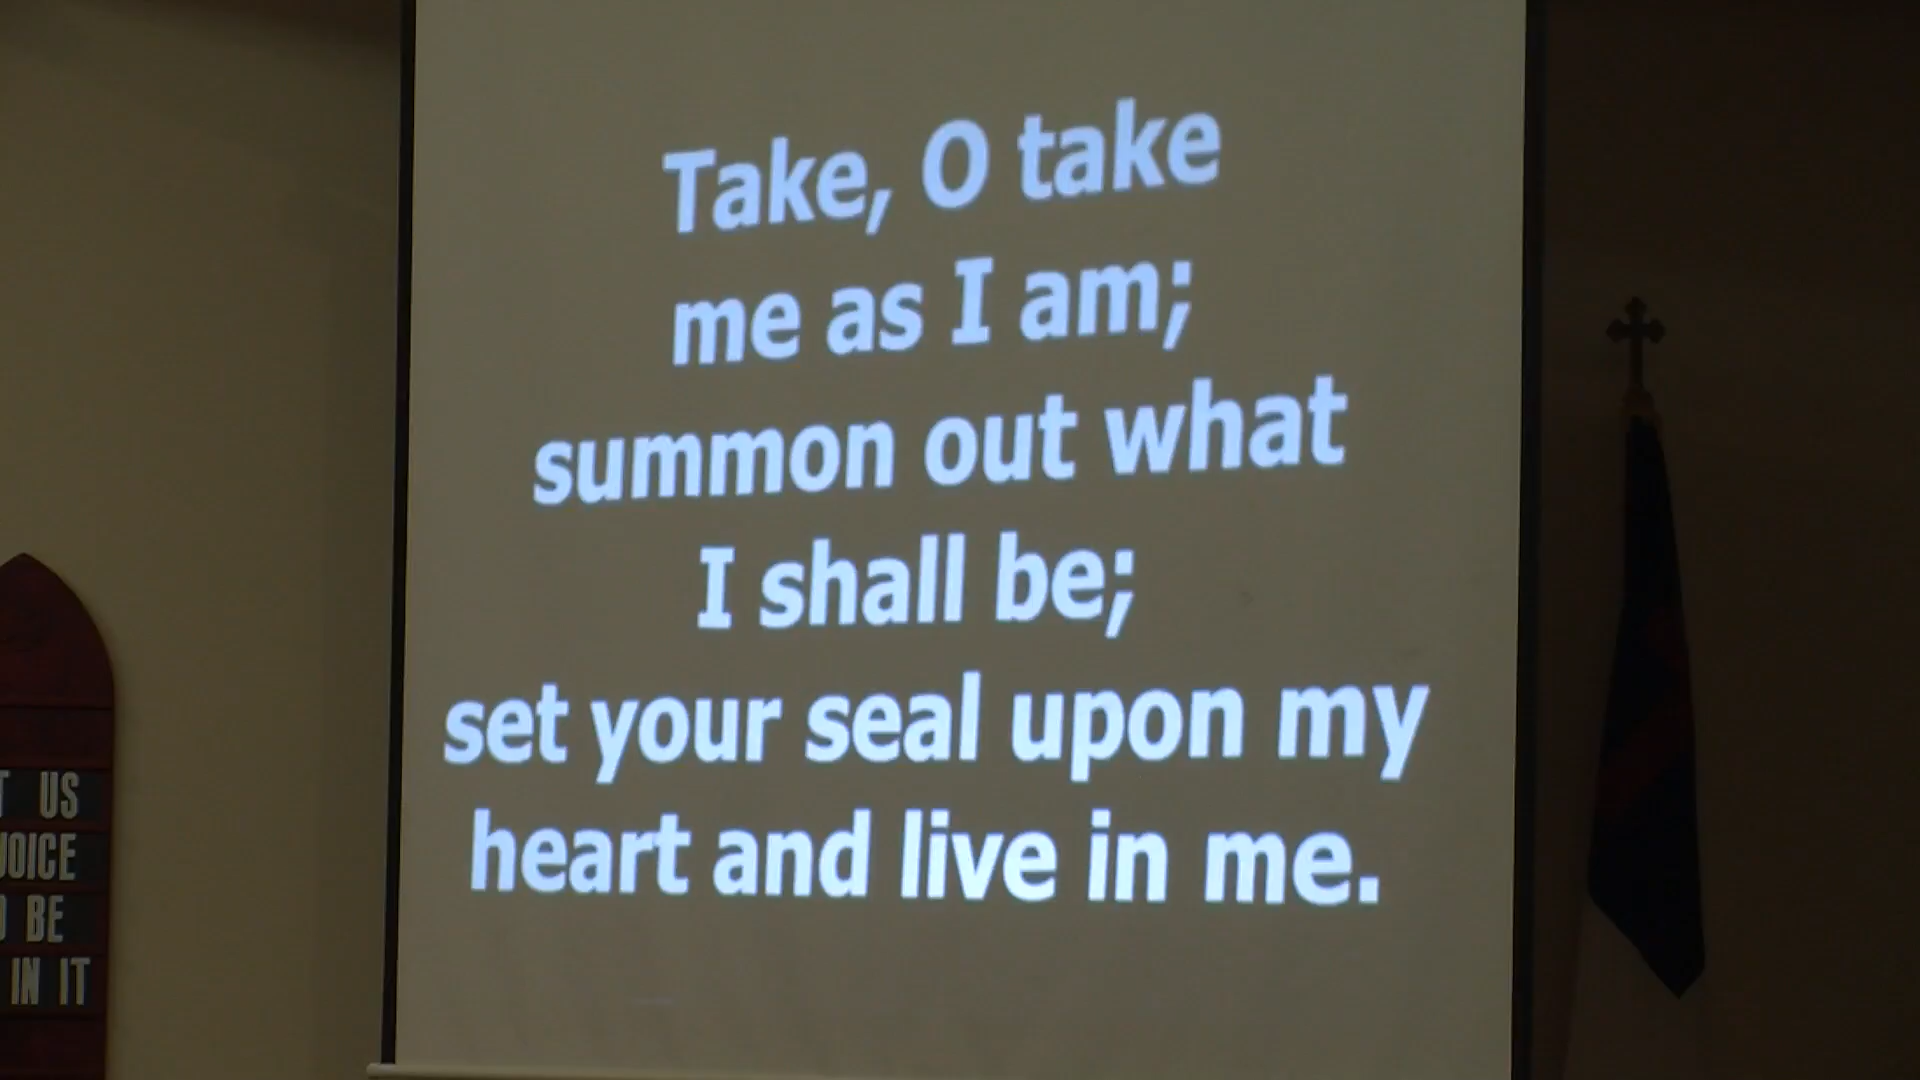 Take, O take
me as I am;
summon out what
I shall be;
set your seal upon my
heart and live in me.
US
BE
IN IT